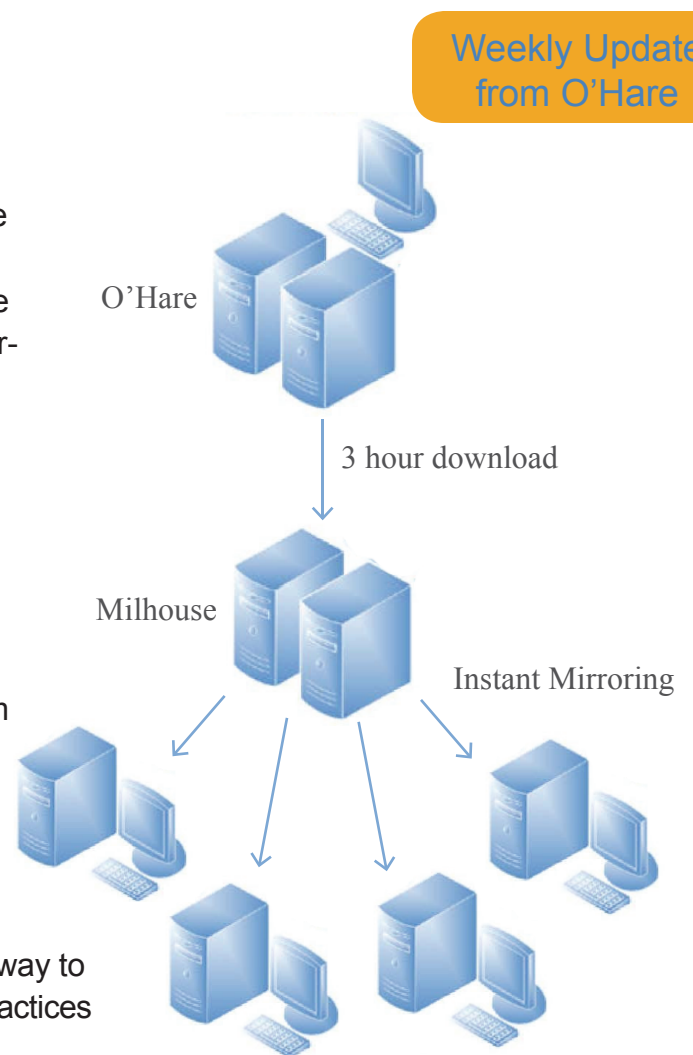 Weekly Update
from O’Hare
e
e
r-
O’Hare
3 hour download
Milhouse
Instant Mirroring
n
way to
actices